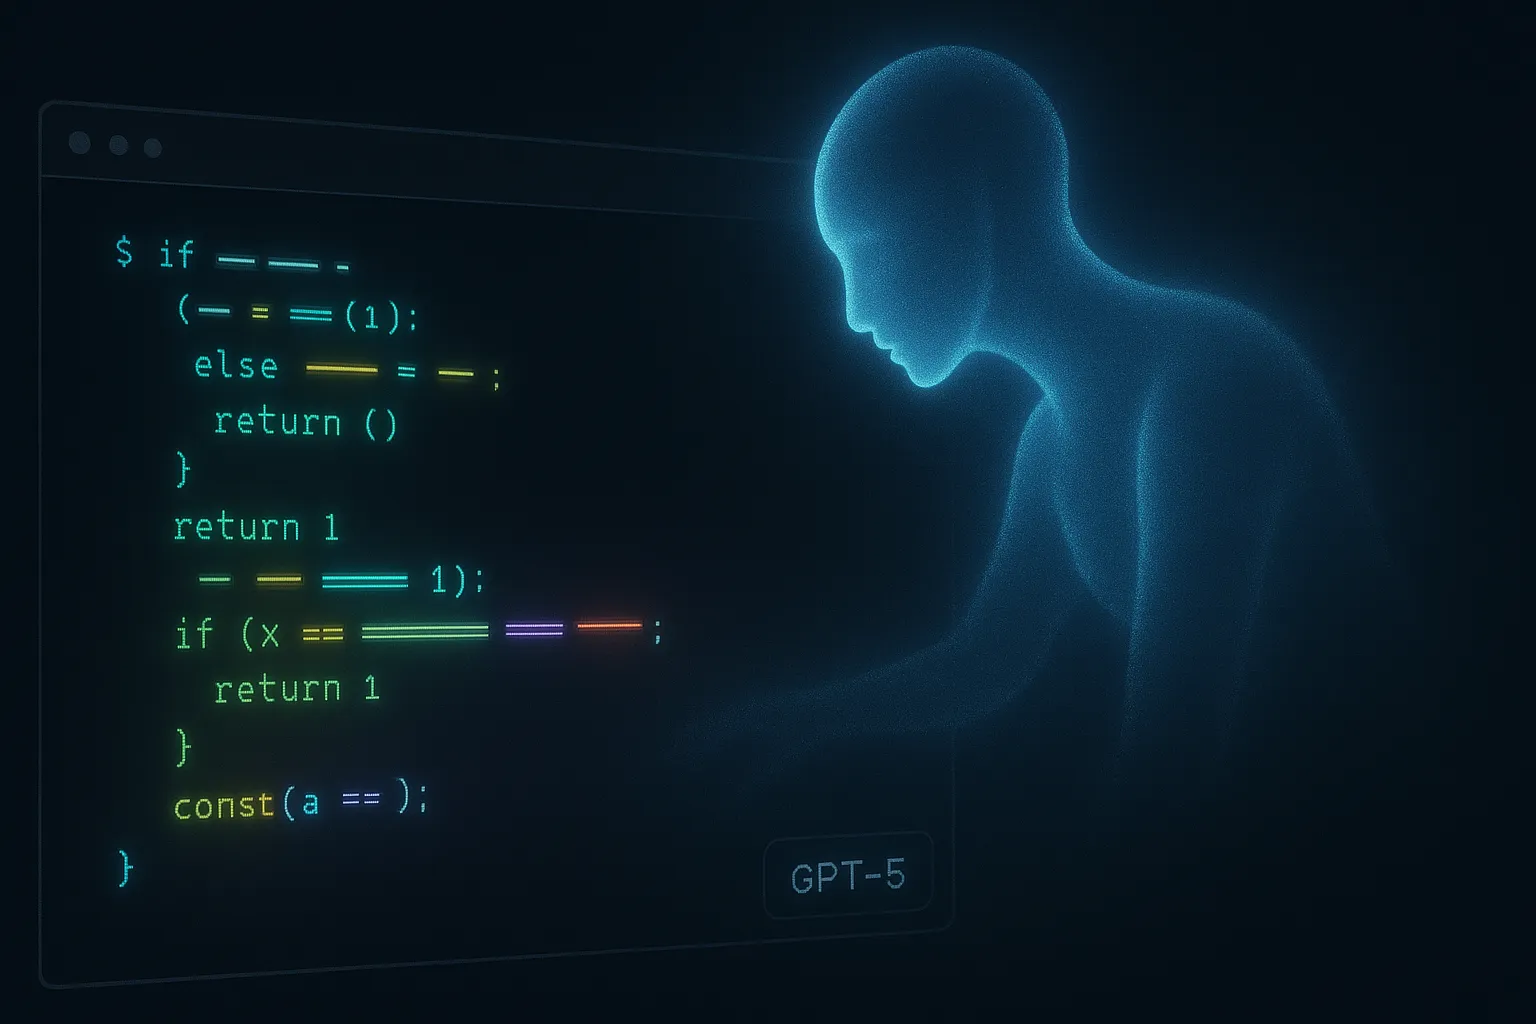 $ if
( = (1);
else = ;
return ()
}
return 1
1);
if (x == ;
return 1
}
const(a == );
}
GPT-5